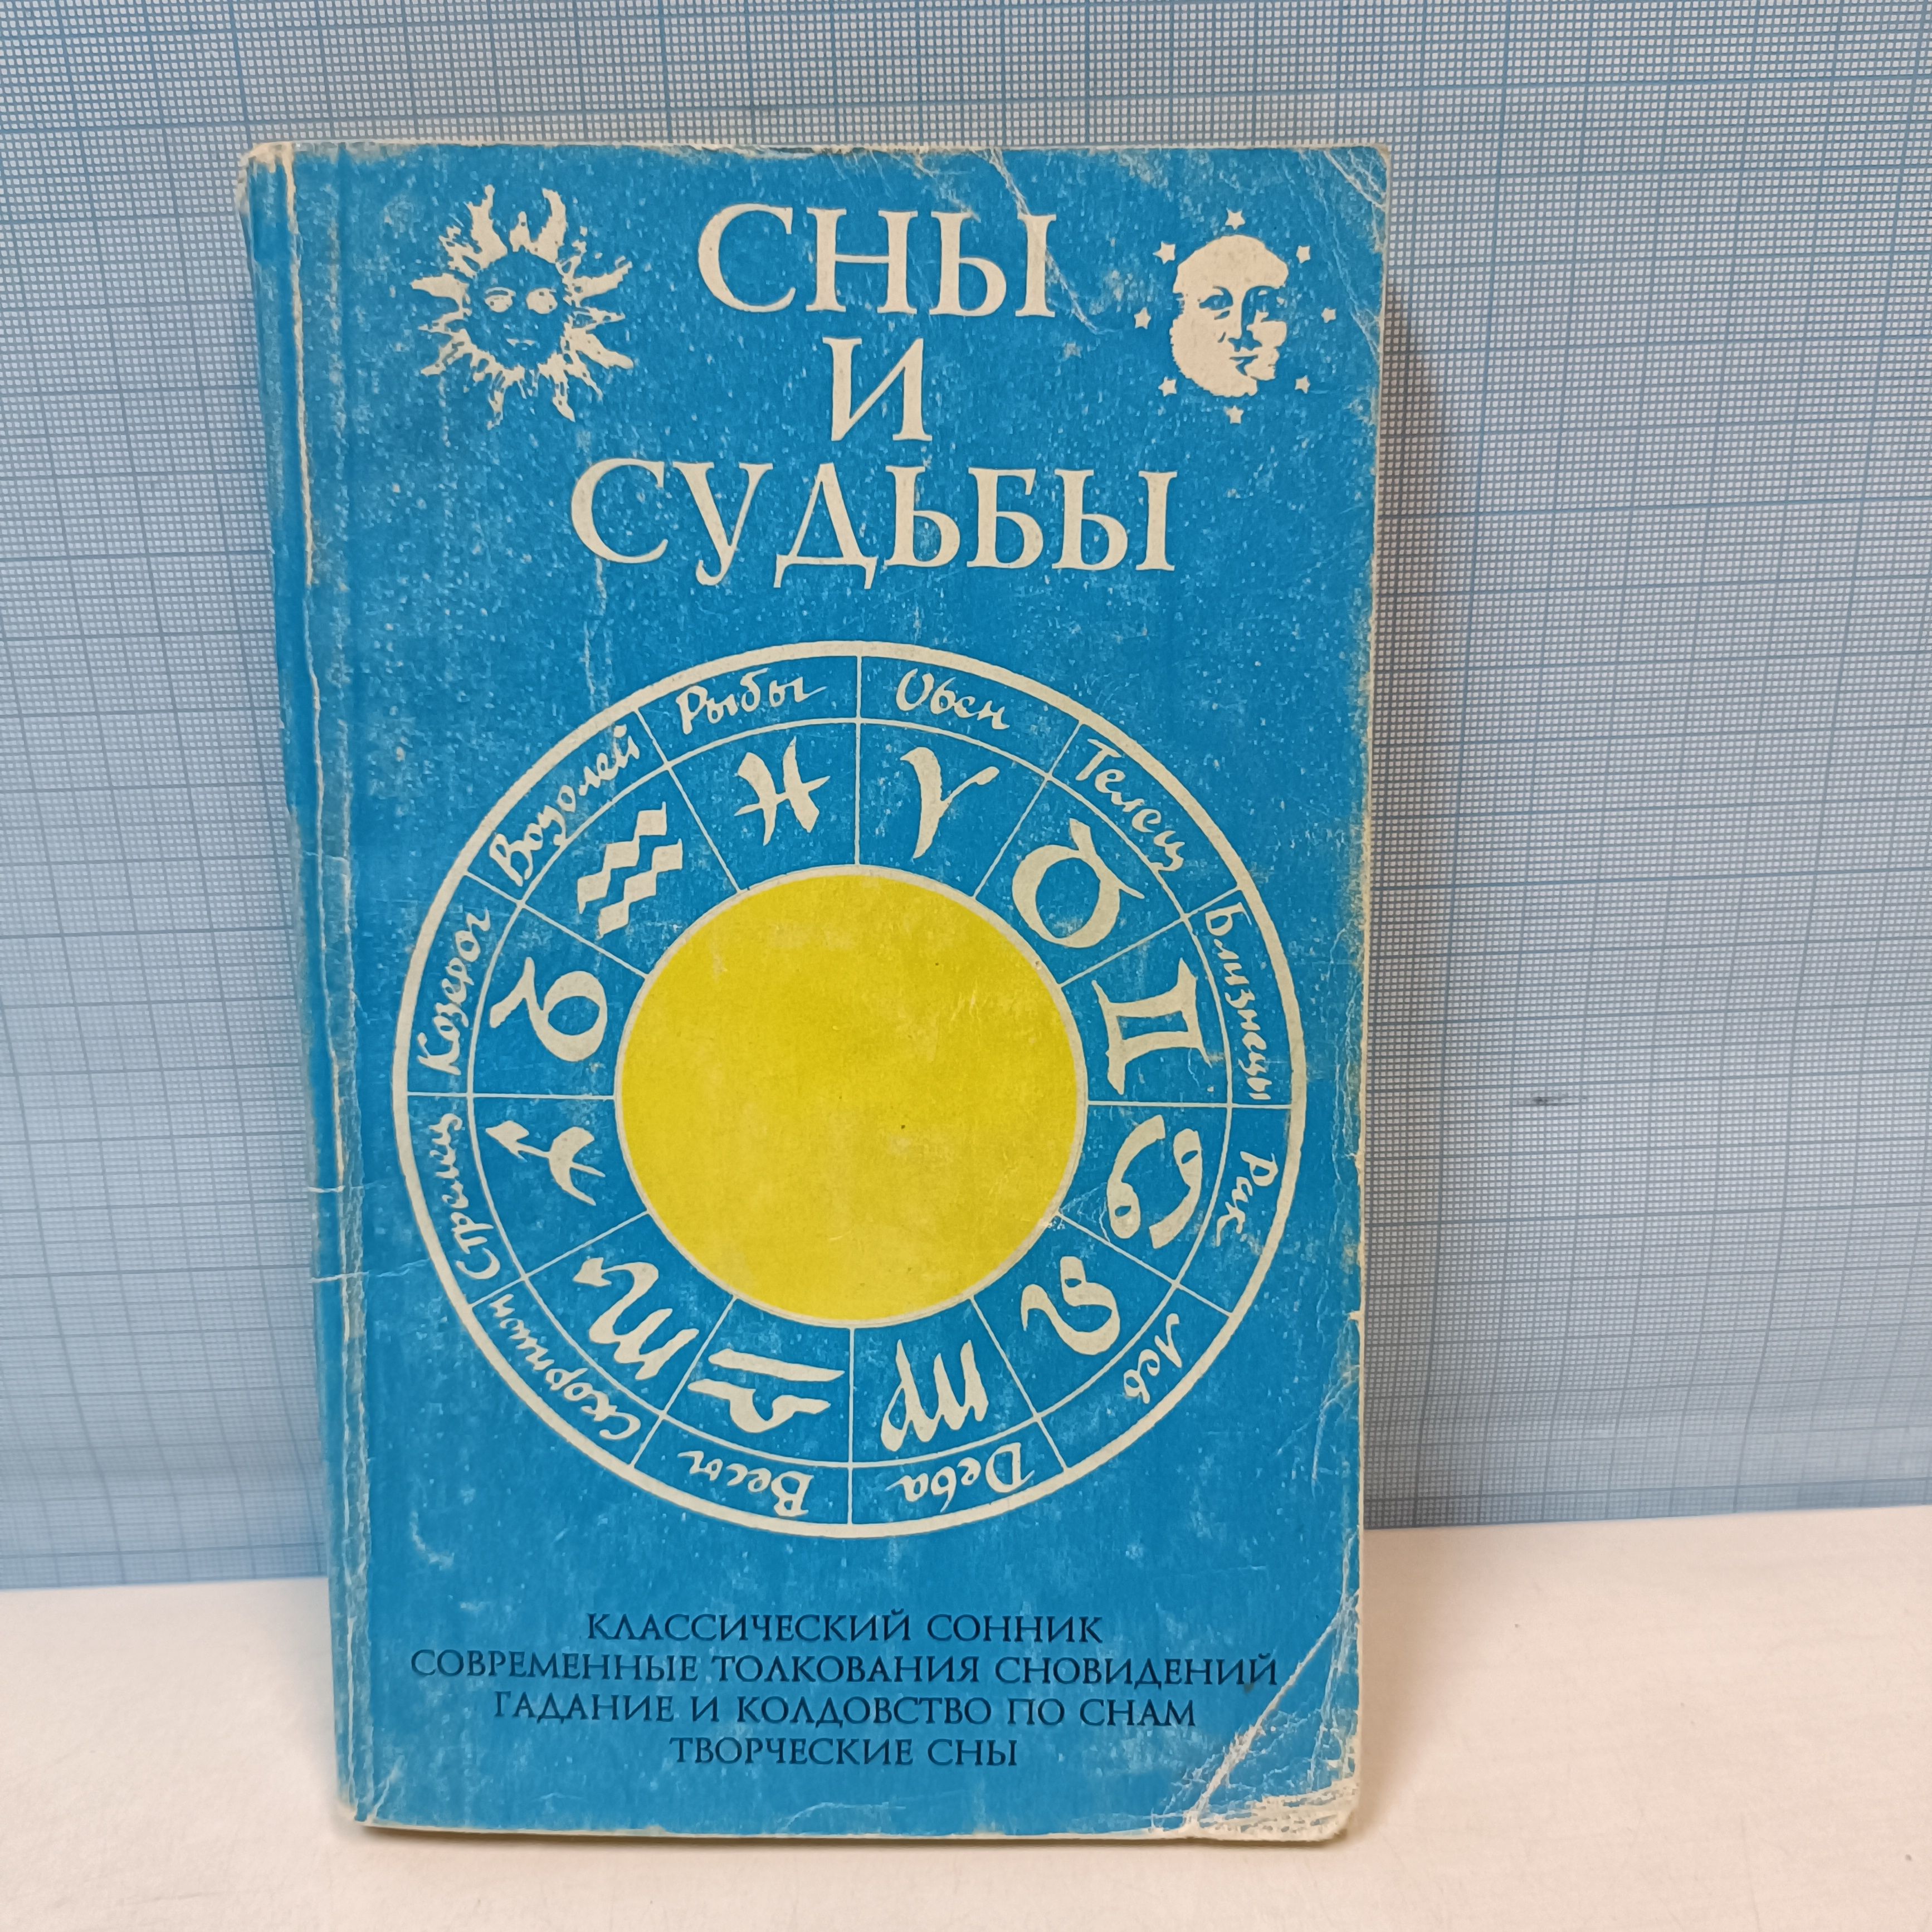 СНЫ
И
СУДЬБЫ
Рыбы
Овен
Телец
Близнецы
Рак
Лев
Дева
Весы
Скорпион
Стрелец
Козерог
Водолей
КЛАССИЧЕСКИЙ СОННИК
СОВРЕМЕННЫЕ ТОЛКОВАНИЯ СНОВИДЕНИЙ
ГАДАНИЕ И КОЛДОВСТВО ПО СНАМ
ТВОРЧЕСКИЕ СНЫ